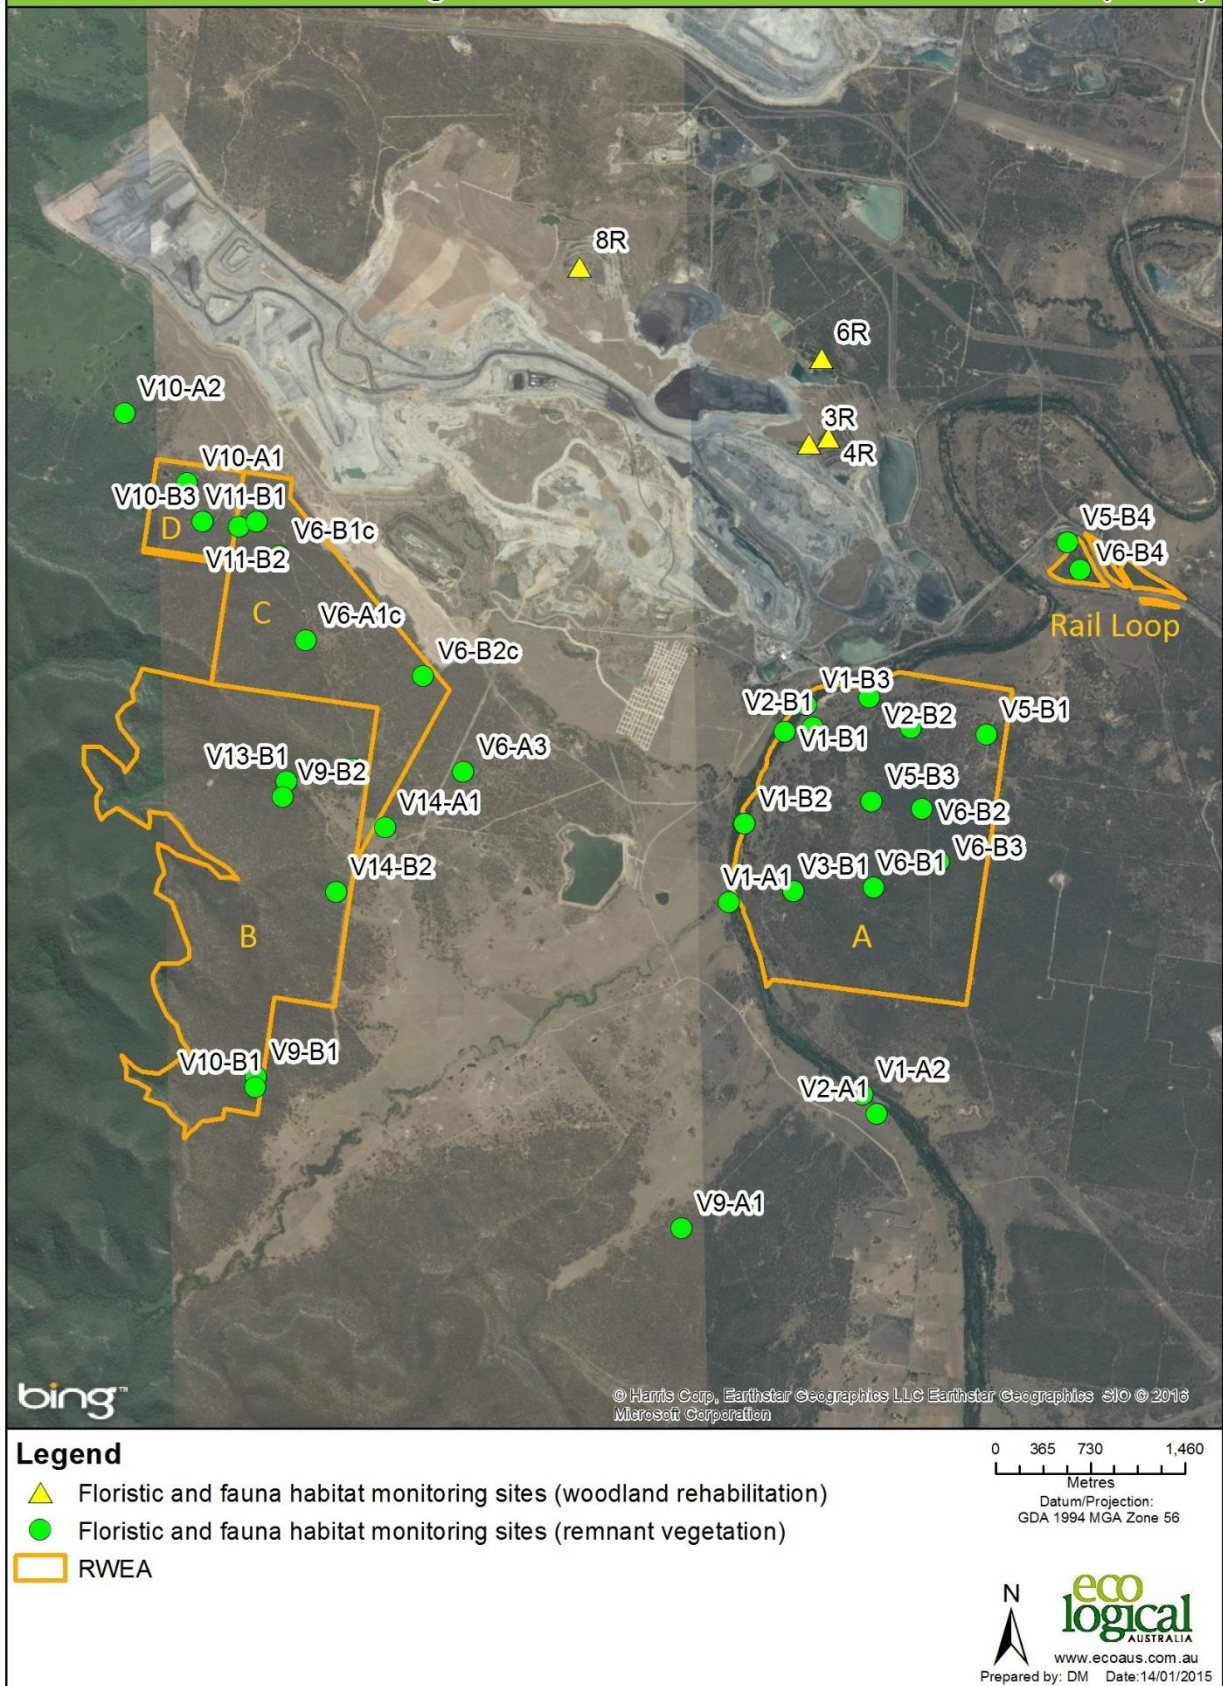 8R
6R
3R
4R
V10-A2
V10-A1
V10-B3
V11-B1
D
V6-B1c
V11-B2
C
V6-A1c
V6-B2c
V5-B4
V6-B4
Rail Loop
V1-B3
V2-B1
V2-B2
V5-B1
V1-B1
V13-B1
V9-B2
V6-A3
V14-A1
V5-B3
V1-B2
V6-B2
V6-B3
V14-B2
V1-A1
V3-B1
V6-B1
B
A
V10-B1
V9-B1
V1-A2
V2-A1
V9-A1
bing™
© Harris Corp, Earthstar Geographics LLC Earthstar Geographics SIO © 2016
Microsoft Corporation
Legend
Floristic and fauna habitat monitoring sites (woodland rehabilitation)
Floristic and fauna habitat monitoring sites (remnant vegetation)
RWEA
0 365 730 1,460
Metres
Datum/Projection:
GDA 1994 MGA Zone 56
N
eco
logical
AUSTRALIA
www.ecoaus.com.au
Prepared by: DM Date:14/01/2015